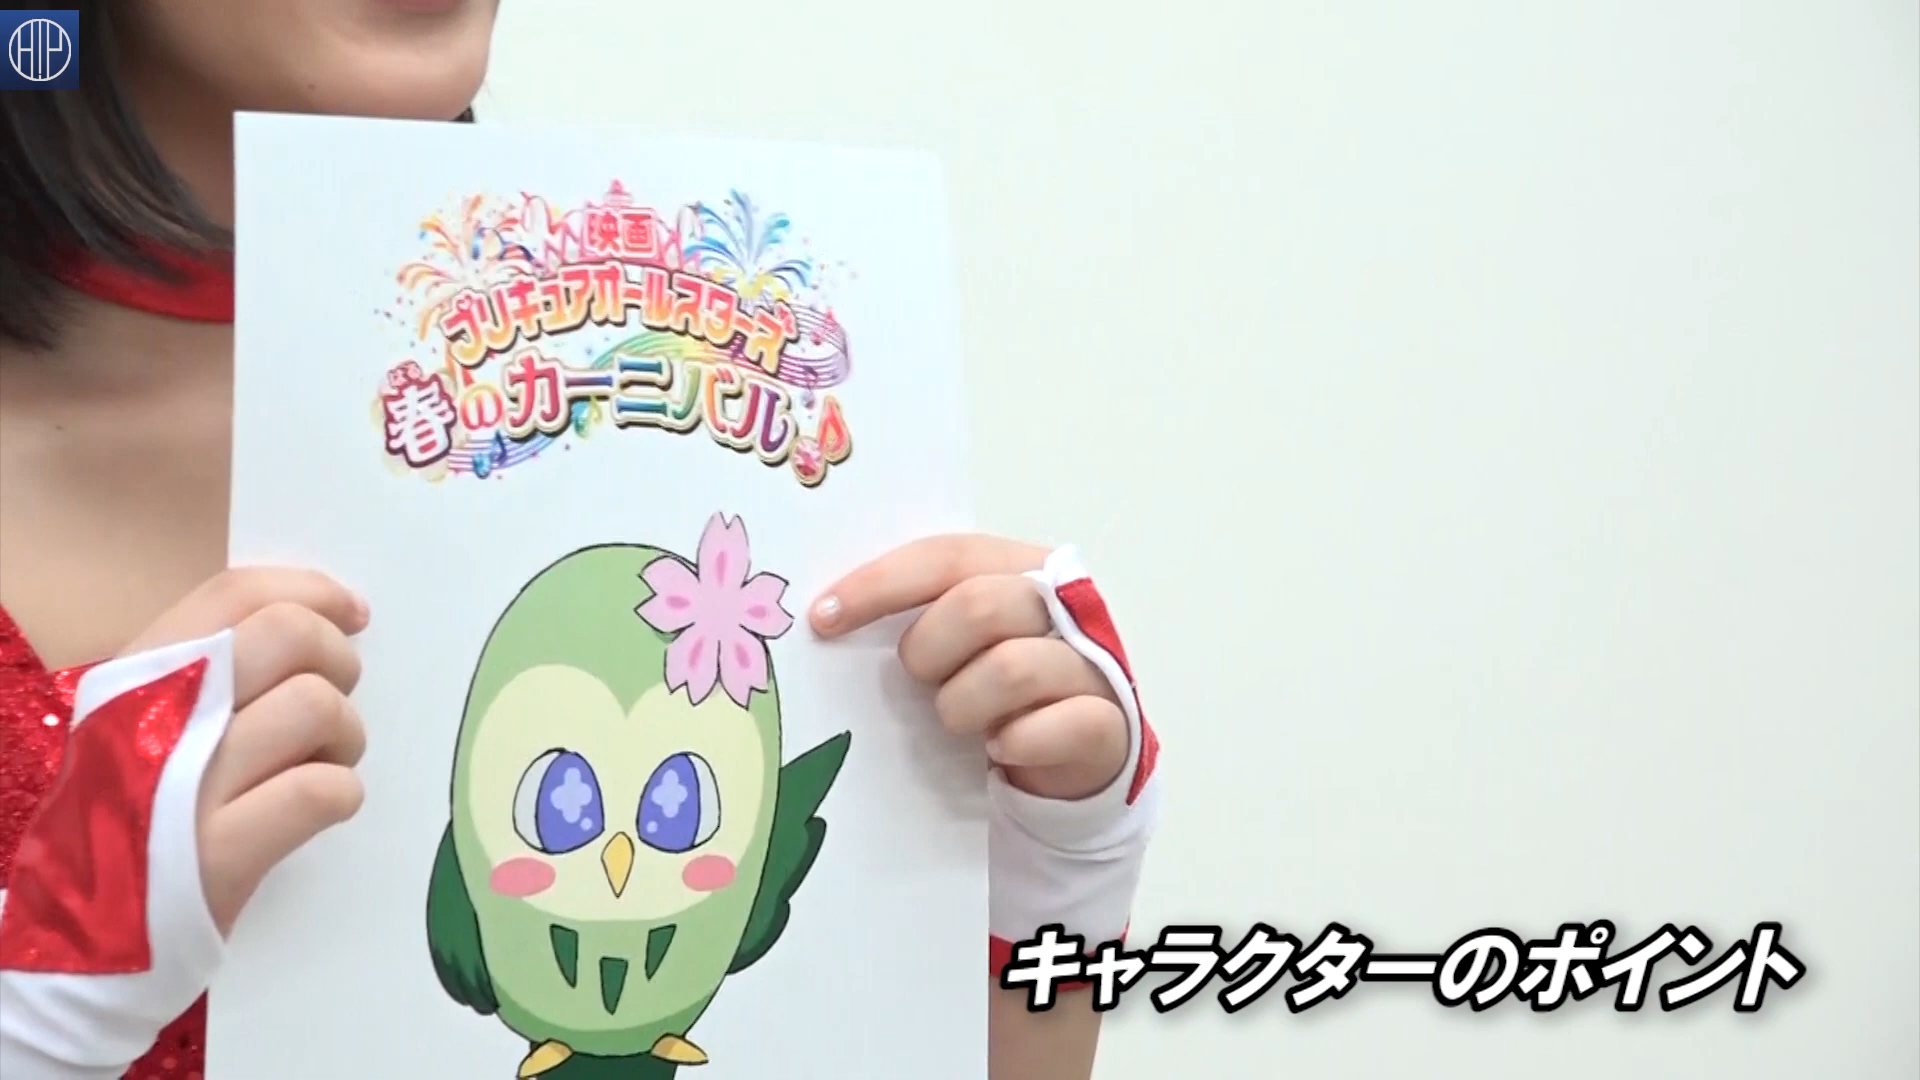 H!P
映画
プリキュアオールスターズ
はる
春のカーニバル♪
キャラクターのポイント